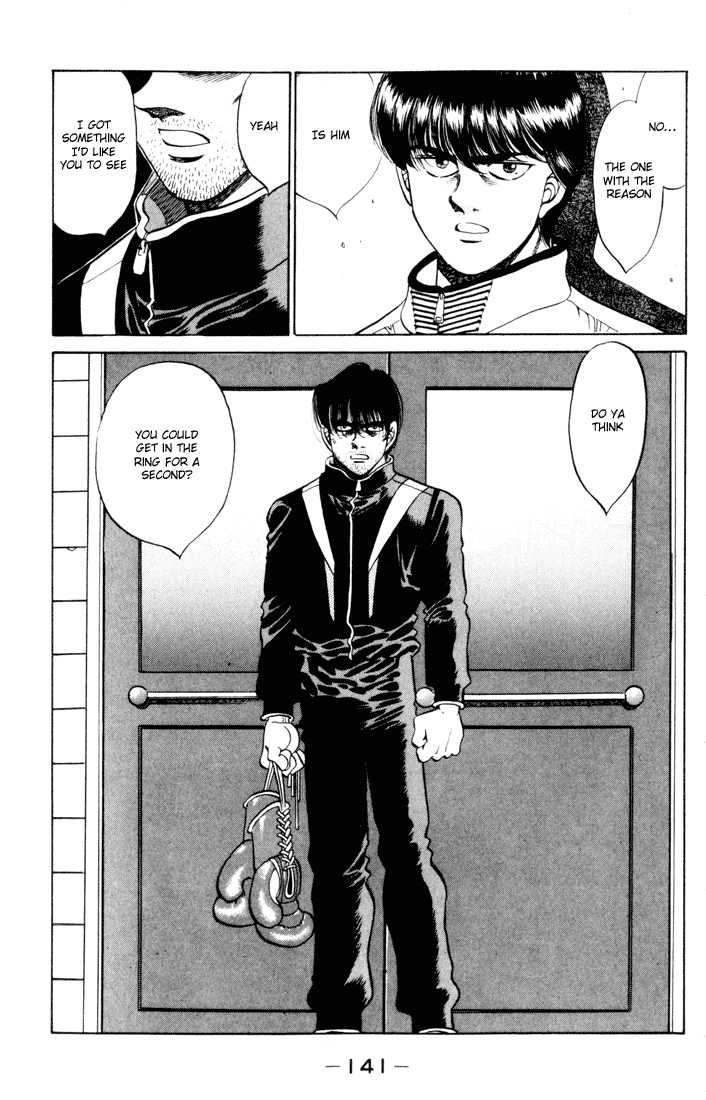 NO...
THE ONE
WITH THE
REASON
IS HIM
YEAH
I GOT
SOMETHING
I'D LIKE
YOU TO SEE
DO YA
THINK
YOU COULD
GET IN THE
RING FOR A
SECOND?
— 141 —